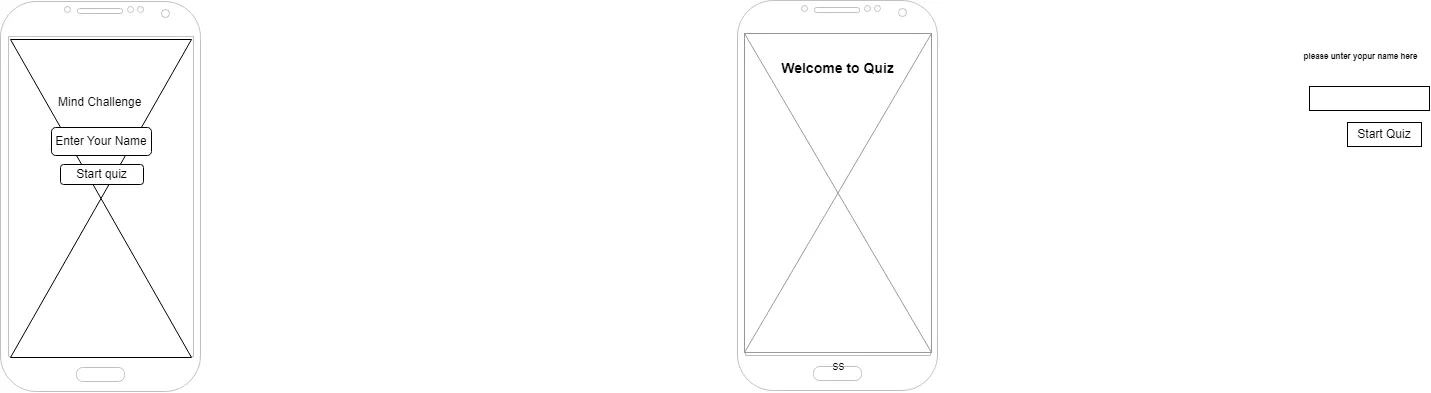 Mind Challenge
Enter Your Name
Start quiz
Welcome to Quiz
ss
please unter yopur name here
Start Quiz